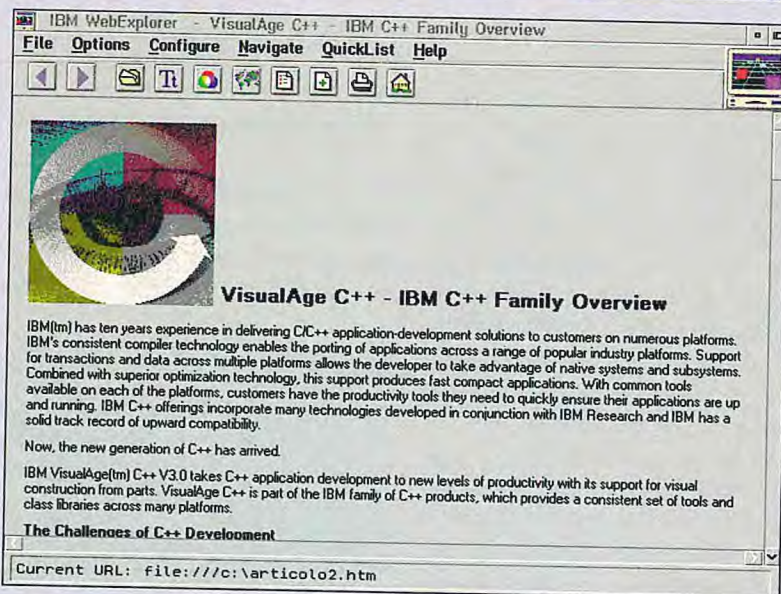 IBM WebExplorer - VisualAge C++ - IBM C++ Family Overview
File Options Configure Navigate QuickList Help
Tt
VisualAge C++ - IBM C++ Family Overview
IBM(tm) has ten years experience in delivering C/C++ application-development solutions to customers on numerous platforms.
IBM's consistent compiler technology enables the porting of applications across a range of popular industry platforms. Support
for transactions and data across multiple platforms allows the developer to take advantage of native systems and subsystems.
Combined with superior optimization technology, this support produces fast compact applications. With common tools
available on each of the platforms, customers have the productivity tools they need to quickly ensure their applications are up
and running. IBM C++ offerings incorporate many technologies developed in conjunction with IBM Research and IBM has a
solid track record of upward compatibility.
Now, the new generation of C++ has arrived.
IBM VisualAge(tm) C++ V3.0 takes C++ application development to new levels of productivity with its support for visual
construction from parts. VisualAge C++ is part of the IBM family of C++ products, which provides a consistent set of tools and
class libraries across many platforms.
The Challenges of C++ Development
Current URL: file:///c:\articolo2.htm